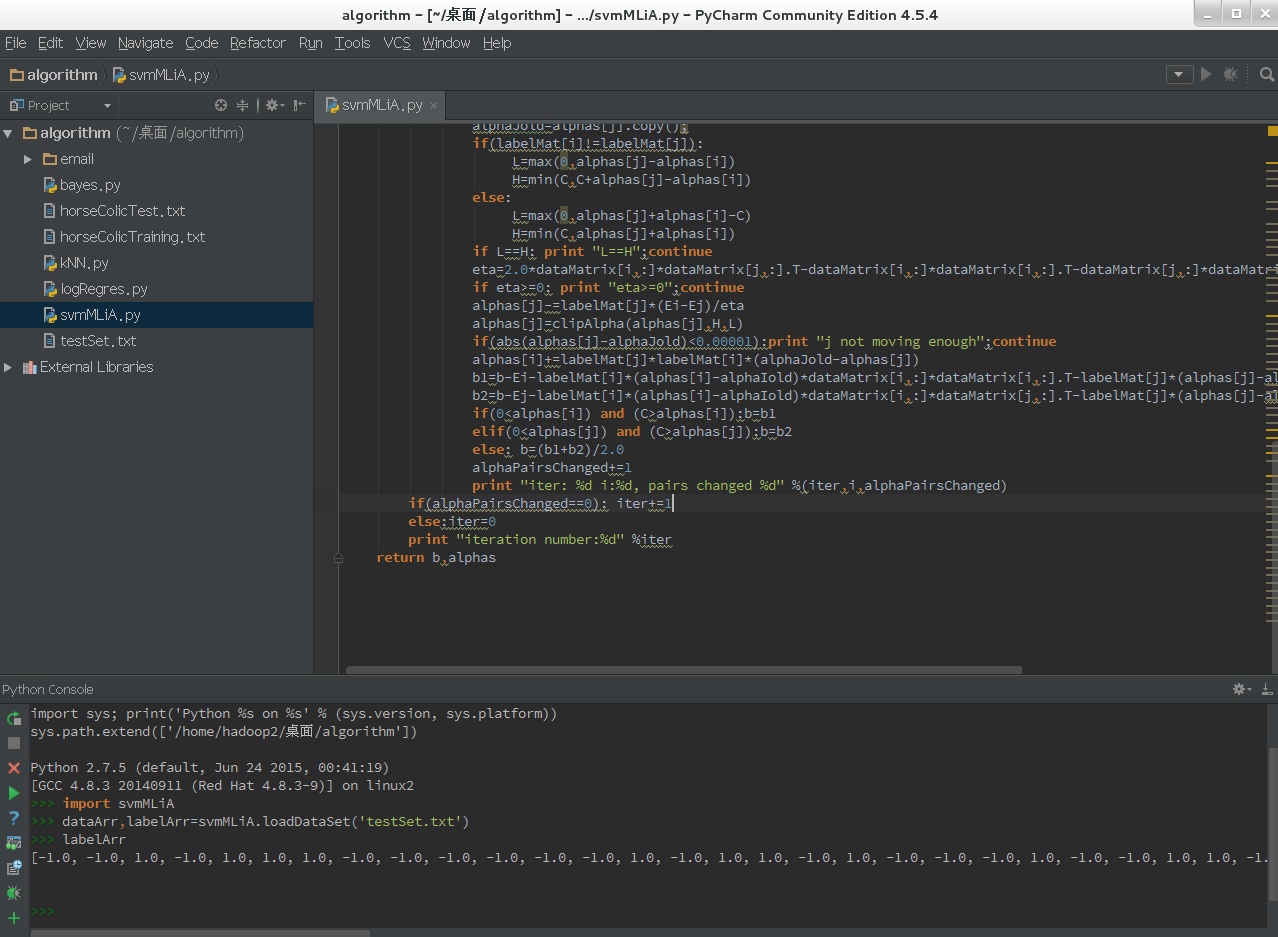 algorithm – [~/桌面/algorithm] – .../svmMLiA.py – PyCharm Community Edition 4.5.4
File Edit View Navigate Code Refactor Run Tools VCS Window Help
algorithm svmMLiA.py
Project
svmMLiA.py
algorithm (~/桌面/algorithm)
email
bayes.py
horseColicTest.txt
horseColicTraining.txt
kNN.py
logRegres.py
svmMLiA.py
testSet.txt
External Libraries
alphaJold=alphas[j].copy();
if(labelMat[i]!=labelMat[j]):
L=max(0,alphas[j]-alphas[i])
H=min(C,C+alphas[j]-alphas[i])
else:
L=max(0,alphas[j]+alphas[i]-C)
H=min(C,alphas[j]+alphas[i])
if L==H: print "L==H";continue
eta=2.0*dataMatrix[i,:]*dataMatrix[j,:].T-dataMatrix[i,:]*dataMatrix[i,:].T-dataMatrix[j,:]*dataMatri
if eta>=0: print "eta>=0";continue
alphas[j]-=labelMat[j]*(Ei-Ej)/eta
alphas[j]=clipAlpha(alphas[j],H,L)
if(abs(alphas[j]-alphaJold)<0.00001):print "j not moving enough";continue
alphas[i]+=labelMat[j]*labelMat[i]*(alphaJold-alphas[j])
b1=b-Ei-labelMat[i]*(alphas[i]-alphaIold)*dataMatrix[i,:]*dataMatrix[i,:].T-labelMat[j]*(alphas[j]-al
b2=b-Ej-labelMat[i]*(alphas[i]-alphaIold)*dataMatrix[i,:]*dataMatrix[j,:].T-labelMat[j]*(alphas[j]-al
if(0<alphas[i]) and (C>alphas[i]):b=b1
elif(0<alphas[j]) and (C>alphas[j]):b=b2
else: b=(b1+b2)/2.0
alphaPairsChanged+=1
print "iter: %d i:%d, pairs changed %d" %(iter,i,alphaPairsChanged)
if(alphaPairsChanged==0): iter+=1
else:iter=0
print "iteration number:%d" %iter
return b,alphas
Python Console
import sys; print('Python %s on %s' % (sys.version, sys.platform))
sys.path.extend(['/home/hadoop2/桌面/algorithm'])
Python 2.7.5 (default, Jun 24 2015, 00:41:19)
[GCC 4.8.3 20140911 (Red Hat 4.8.3-9)] on linux2
>>> import svmMLiA
>>> dataArr,labelArr=svmMLiA.loadDataSet('testSet.txt')
>>> labelArr
[-1.0, -1.0, 1.0, -1.0, 1.0, 1.0, 1.0, -1.0, -1.0, -1.0, -1.0, -1.0, -1.0, 1.0, -1.0, 1.0, 1.0, -1.0, 1.0, -1.0, -1.0, -1.0, 1.0, -1.0, -1.0, 1.0, 1.0, -1.
>>>